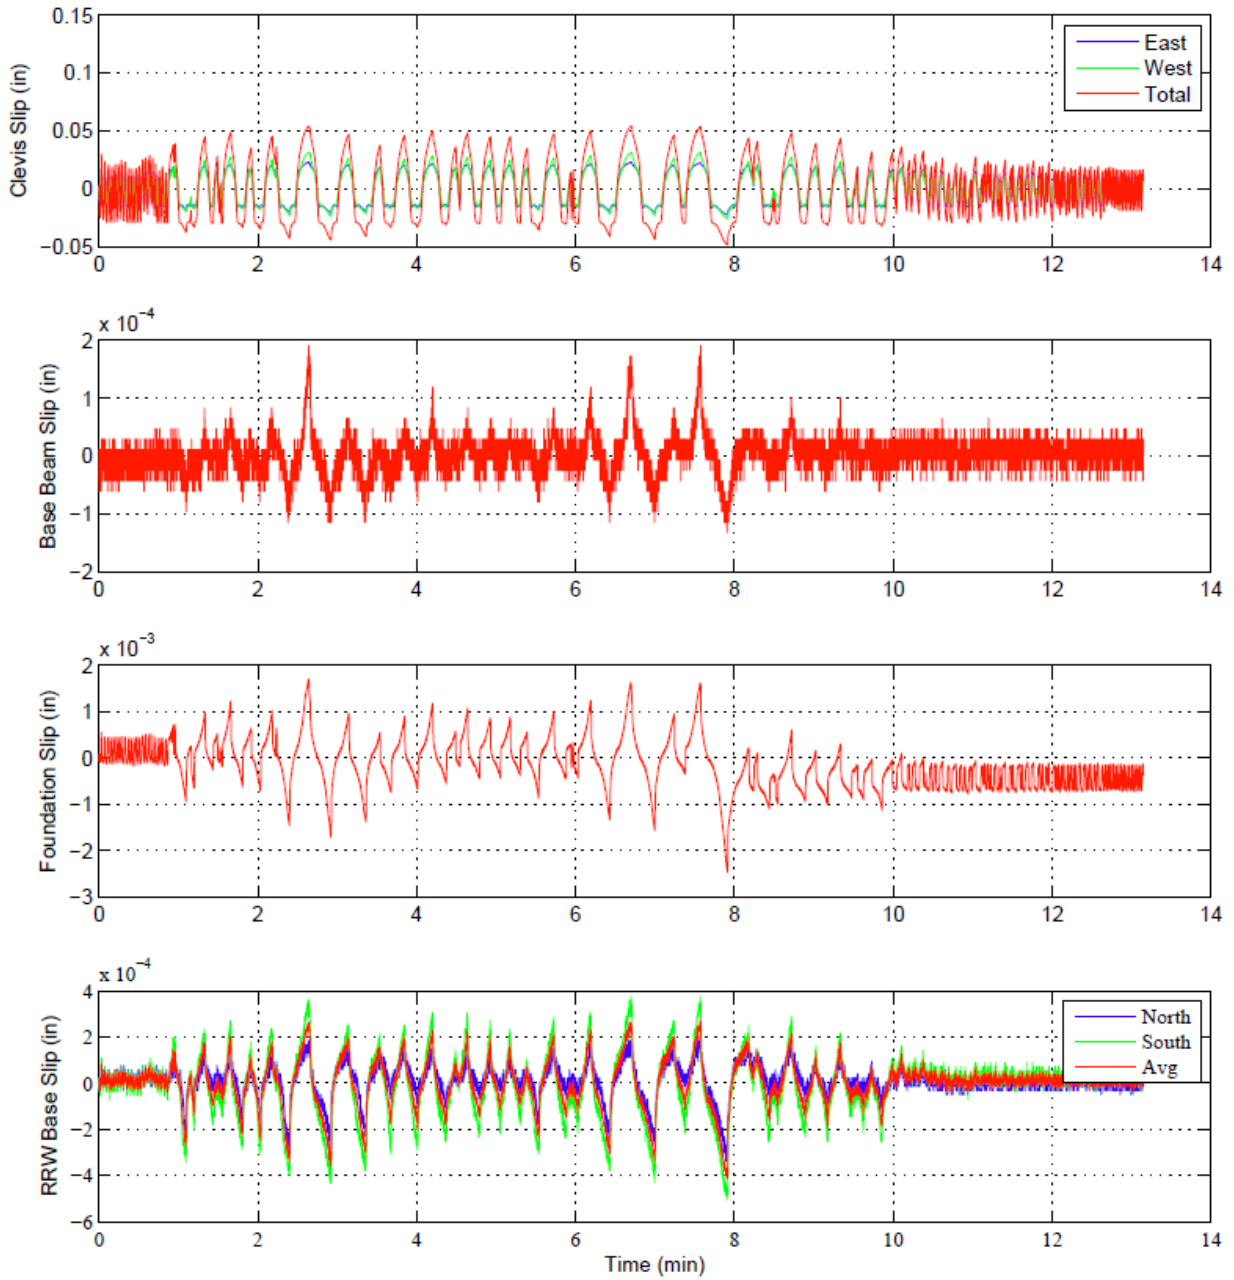 0.15
0.1
0.05
0
−0.05
Clevis Slip (in)
East
West
Total
0 2 4 6 8 10 12 14
x 10−4
2
1
0
−1
−2
Base Beam Slip (in)
0 2 4 6 8 10 12 14
x 10−3
2
1
0
−1
−2
−3
Foundation Slip (in)
0 2 4 6 8 10 12 14
x 10−4
4
2
0
−2
−4
−6
RRW Base Slip (in)
North
South
Avg
0 2 4 6 8 10 12 14
Time (min)